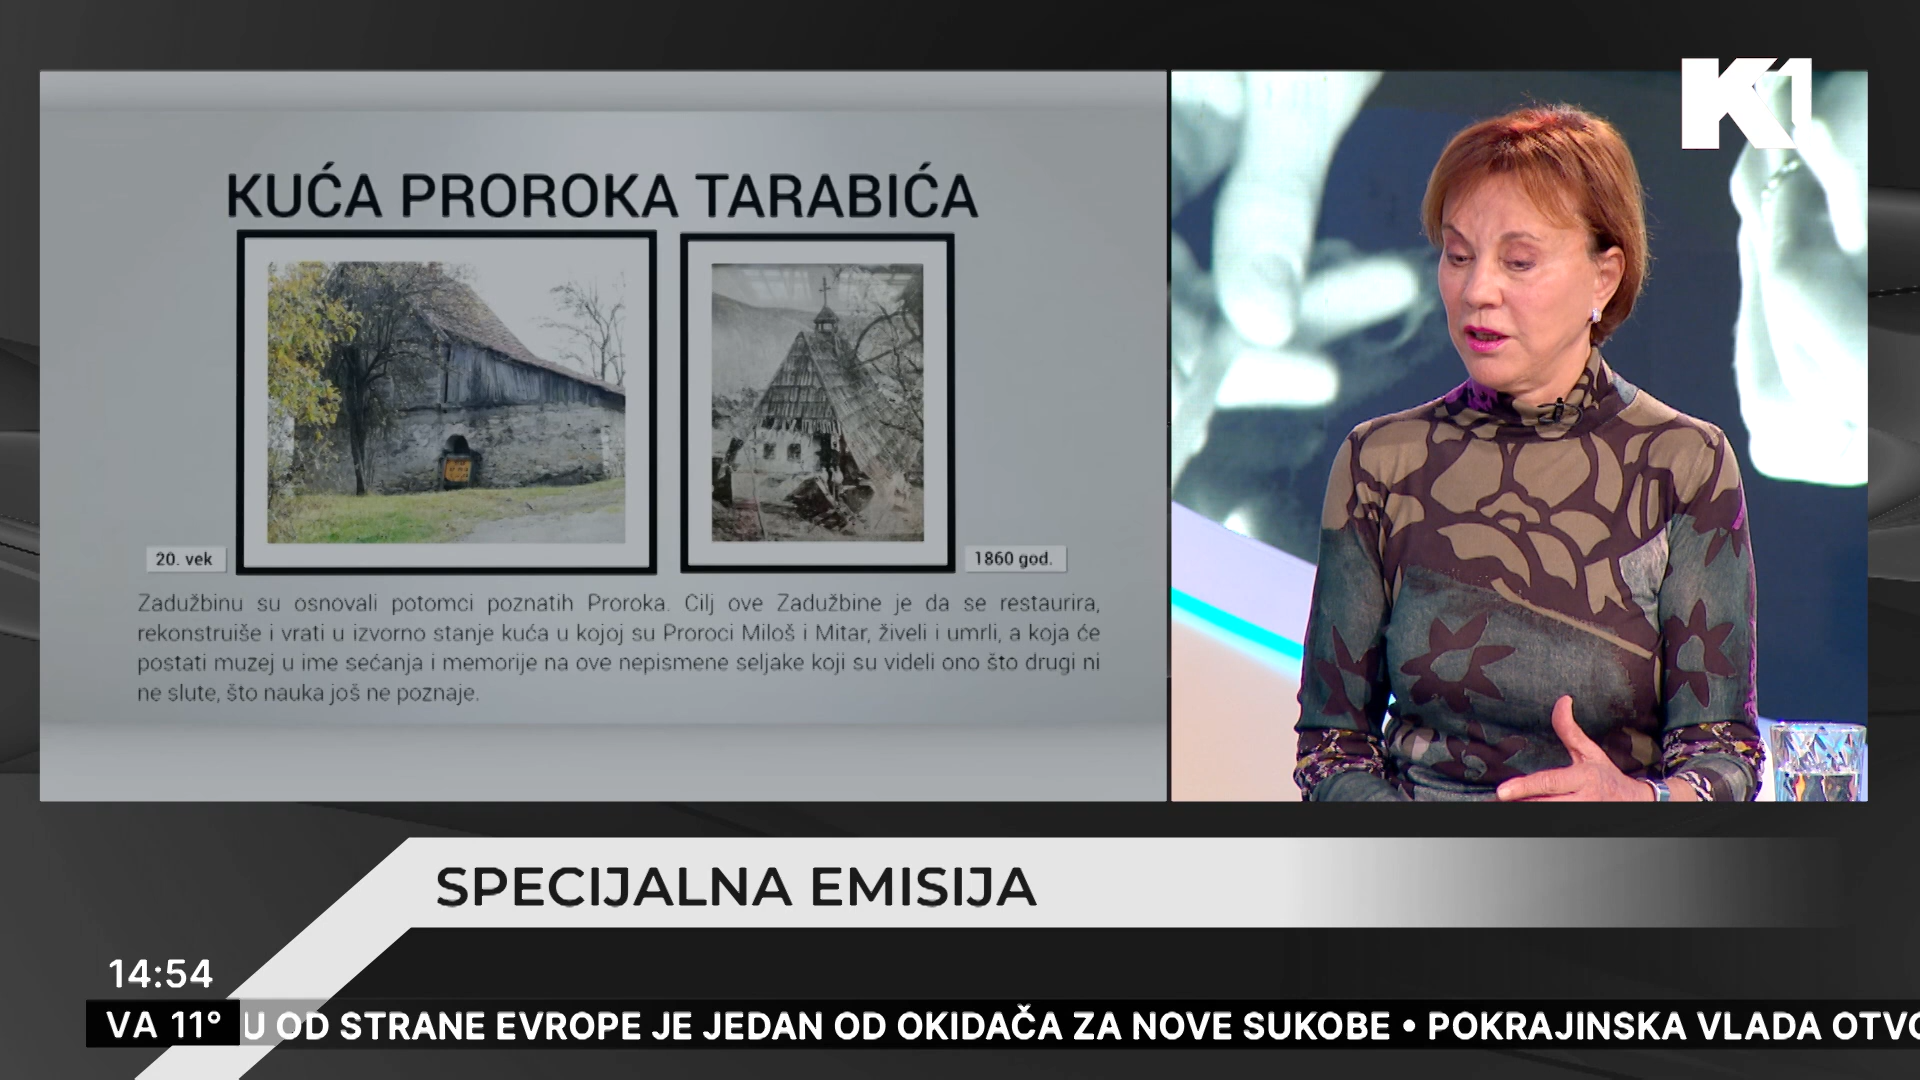 K1
KUĆA PROROKA TARABIĆA
20. vek
1860 god.
Zadužbinu su osnovali potomci poznatih Proroka. Cilj ove Zadužbine je da se restaurira,
rekonstruiše i vrati u izvorno stanje kuća u kojoj su Proroci Miloš i Mitar, živeli i umrli, a koja će
postati muzej u ime sećanja i memorije na ove nepismene seljake koji su videli ono što drugi ni
ne slute, što nauka još ne poznaje.
SPECIJALNA EMISIJA
14:54
VA 11° U OD STRANE EVROPE JE JEDAN OD OKIDAČA ZA NOVE SUKOBE • POKRAJINSKA VLADA OTVO